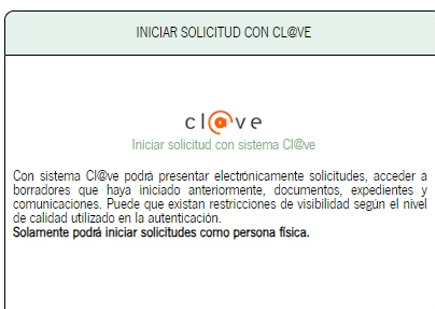 INICIAR SOLICITUD CON CL@VE
cl@ve
Iniciar solicitud con sistema Cl@ve
Con sistema Cl@ve podrá presentar electrónicamente solicitudes, acceder a
borradores que haya iniciado anteriormente, documentos, expedientes y
comunicaciones. Puede que existan restricciones de visibilidad según el nivel
de calidad utilizado en la autenticación.
Solamente podrá iniciar solicitudes como persona física.